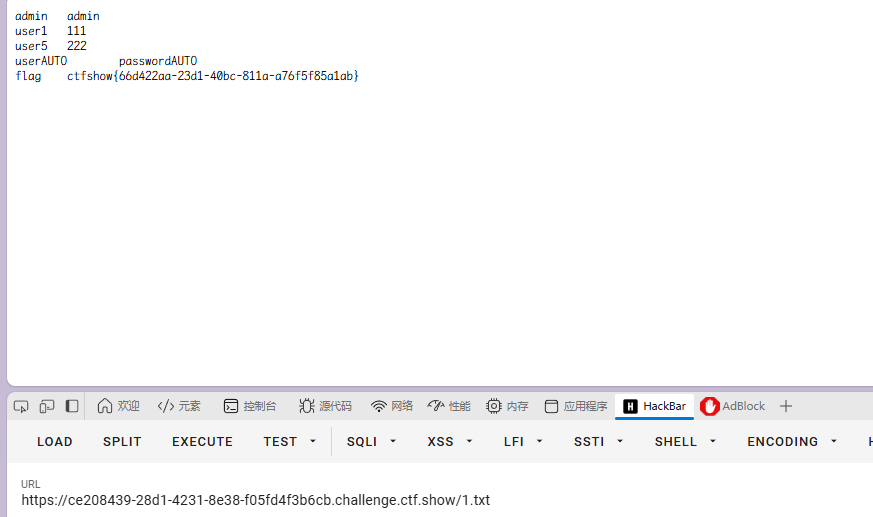 admin admin
user1 111
user5 222
userAUTO passwordAUTO
flag ctfshow{66d422aa-23d1-40bc-811a-a76f5f85a1ab}
欢迎 </> 元素 控制台 源代码 网络 性能 内存 应用程序 H HackBar AdBlock +
LOAD SPLIT EXECUTE TEST SQLI XSS LFI SSTI SHELL ENCODING H
URL
https://ce208439-28d1-4231-8e38-f05fd4f3b6cb.challenge.ctf.show/1.txt